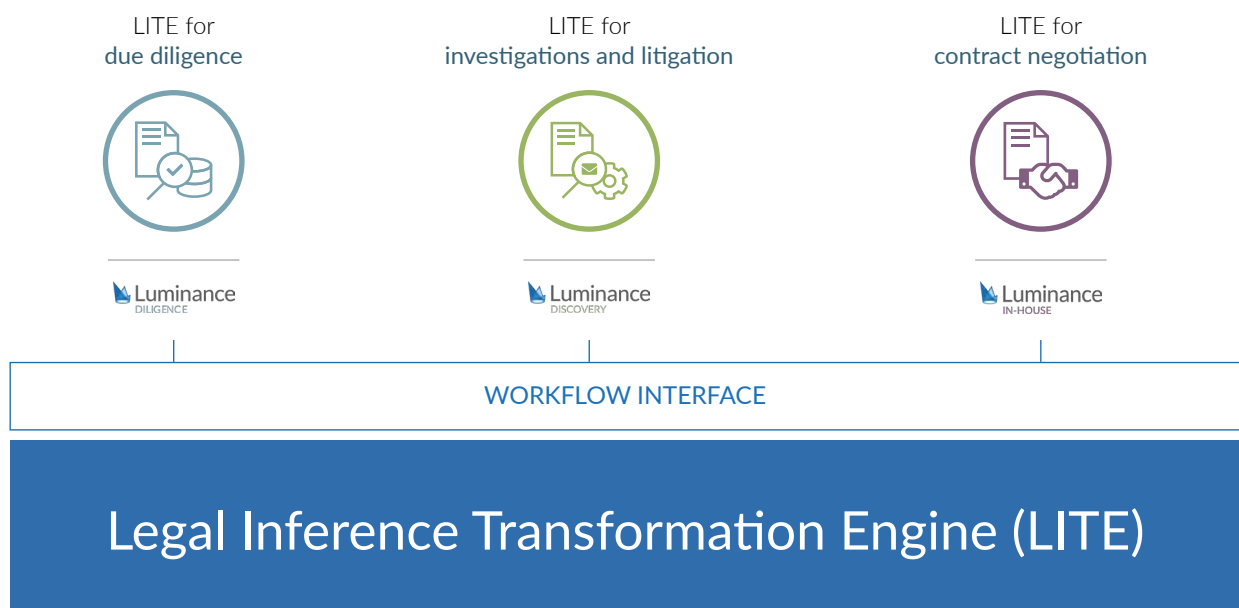 LITE for
due diligence
LITE for
investigations and litigation
LITE for
contract negotiation
Luminance
DILIGENCE
Luminance
DISCOVERY
Luminance
IN-HOUSE
WORKFLOW INTERFACE
Legal Inference Transformation Engine (LITE)